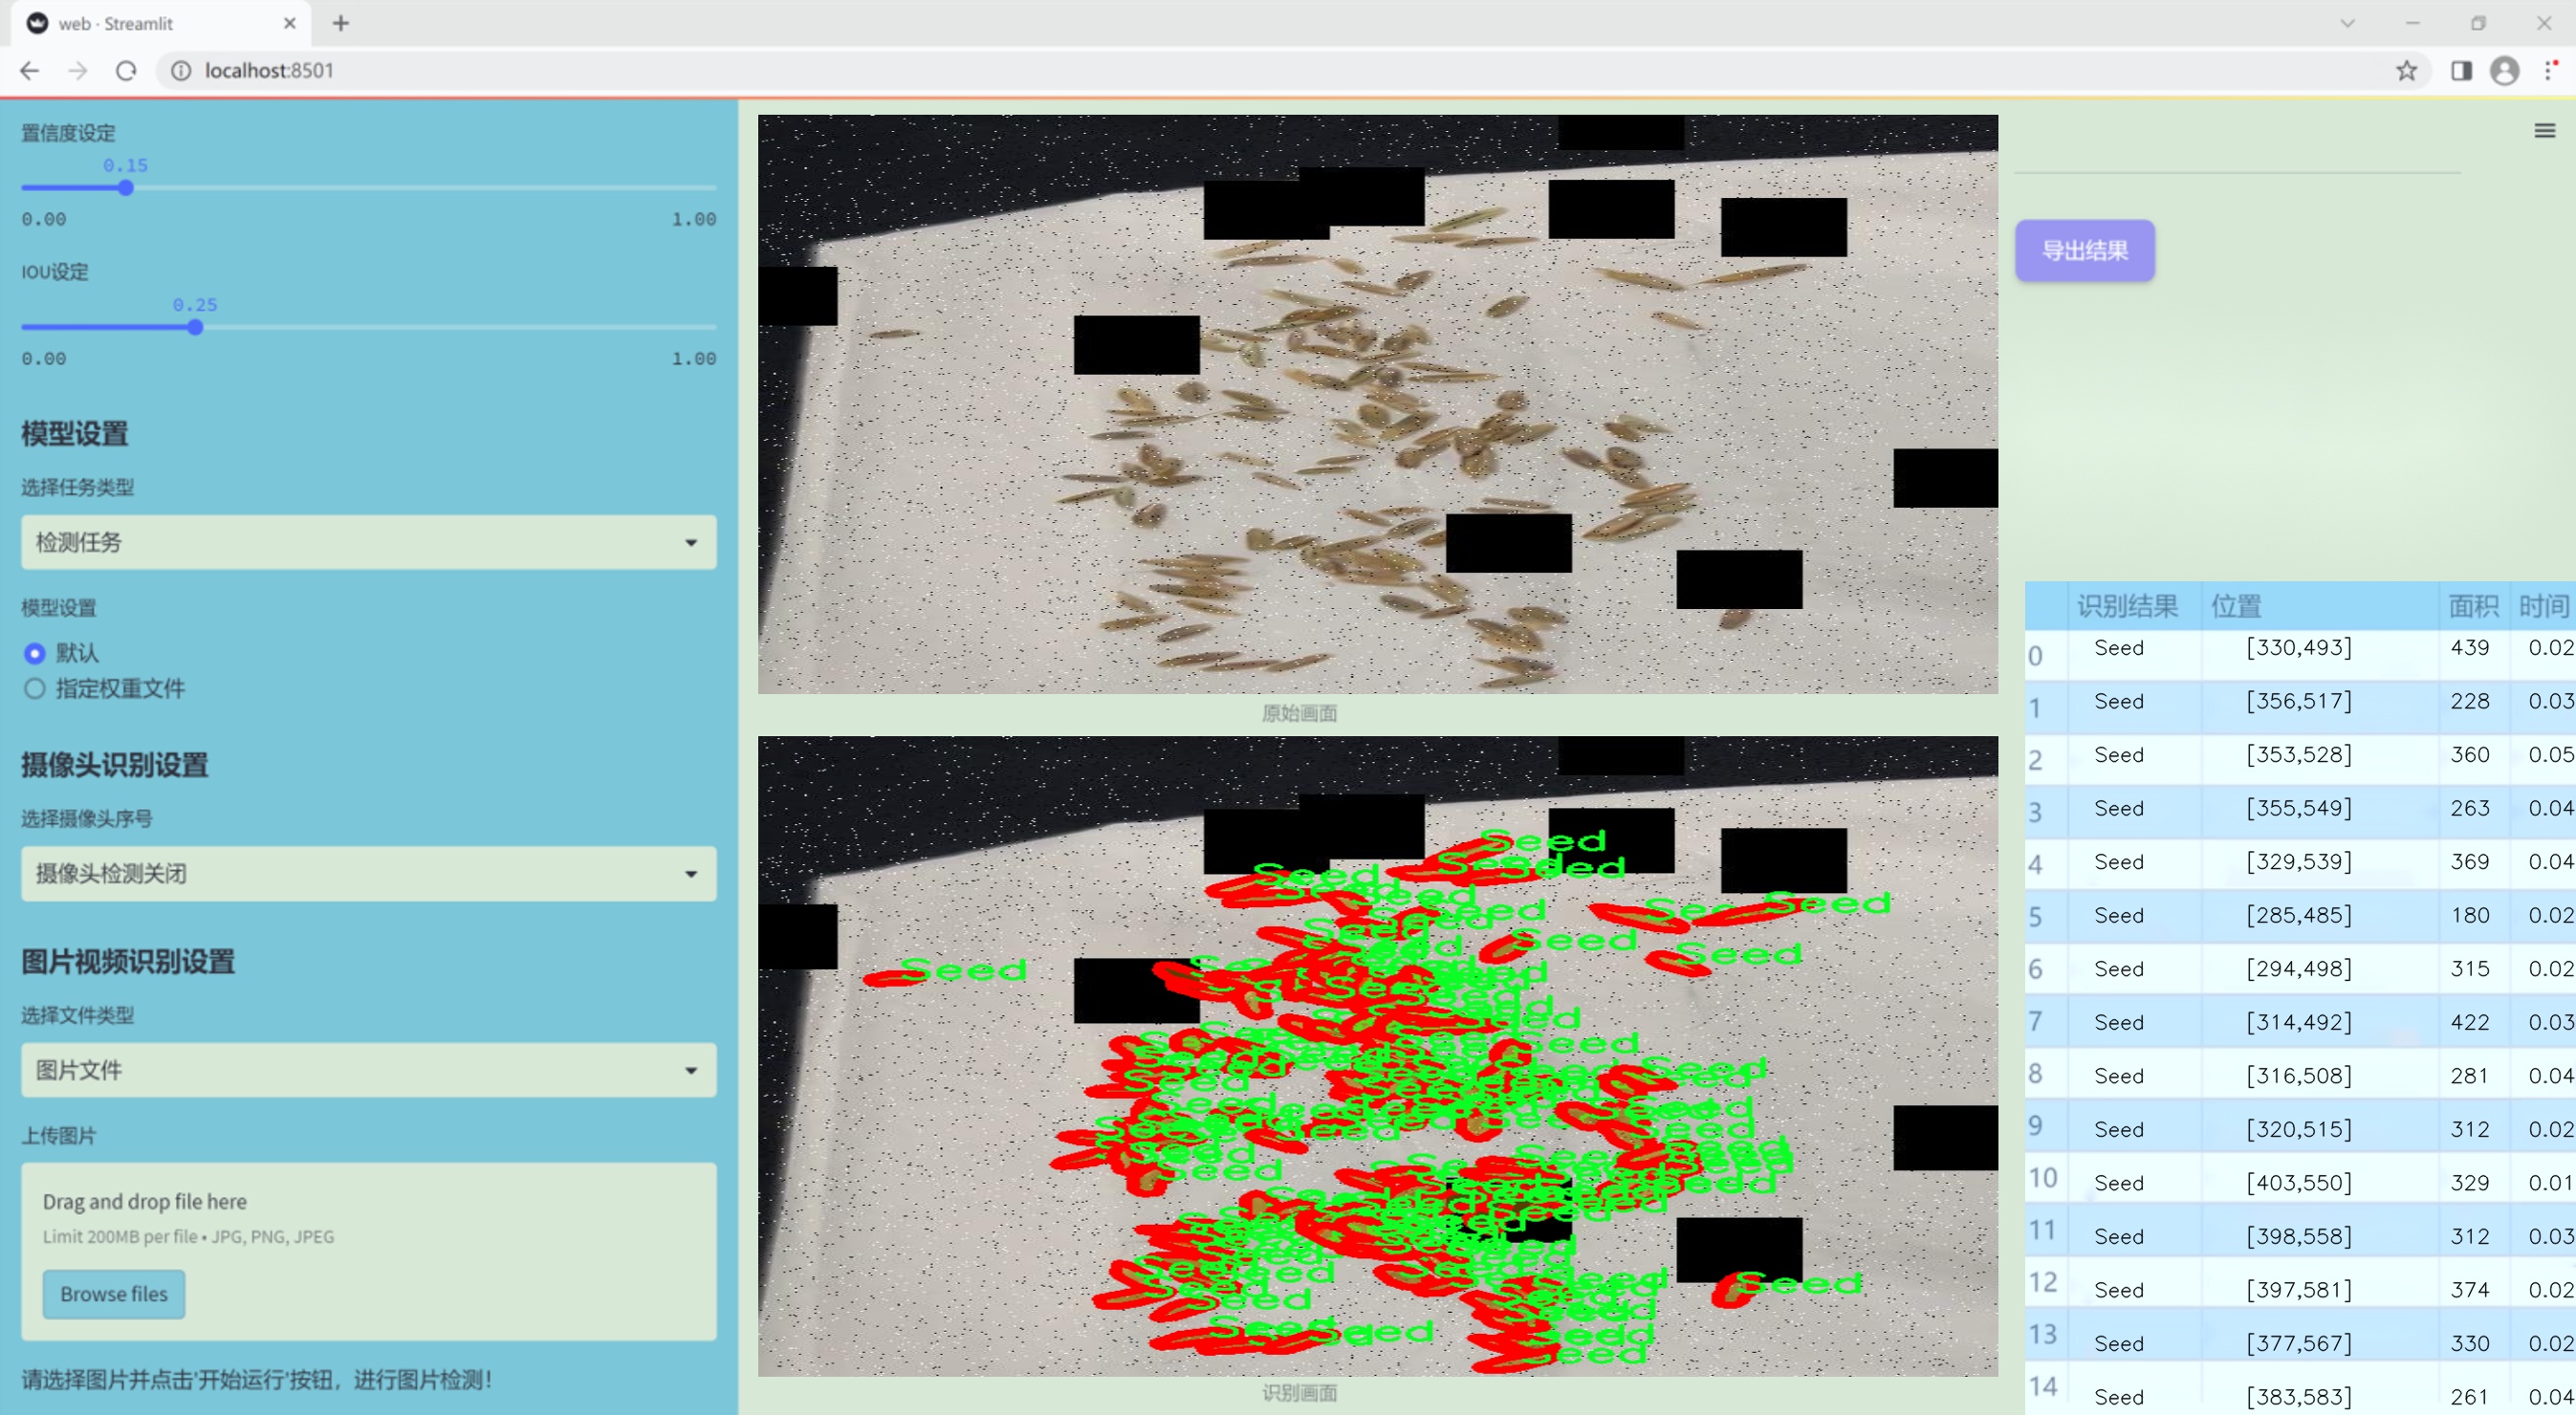 web · Streamlit
localhost:8501
置信度设定
0.15
0.00 1.00
IOU设定
0.25
0.00 1.00
模型设置
选择任务类型
检测任务
模型设置
默认
指定权重文件
摄像头识别设置
选择摄像头序号
摄像头检测关闭
图片视频识别设置
选择文件类型
图片文件
上传图片
Drag and drop file here
Limit 200MB per file • JPG, PNG, JPEG
Browse files
请选择图片并点击'开始运行'按钮，进行图片检测！
原始画面
Seed
Seed
Seed
Seed
Seed
Seed
Seed
Seed
Seed
Seed
识别画面
导出结果
识别结果 位置 面积 时间
0 Seed [330,493] 439 0.02
1 Seed [356,517] 228 0.03
2 Seed [353,528] 360 0.05
3 Seed [355,549] 263 0.04
4 Seed [329,539] 369 0.04
5 Seed [285,485] 180 0.02
6 Seed [294,498] 315 0.02
7 Seed [314,492] 422 0.03
8 Seed [316,508] 281 0.04
9 Seed [320,515] 312 0.02
10 Seed [403,550] 329 0.01
11 Seed [398,558] 312 0.03
12 Seed [397,581] 374 0.02
13 Seed [377,567] 330 0.02
14 Seed [383,583] 261 0.04